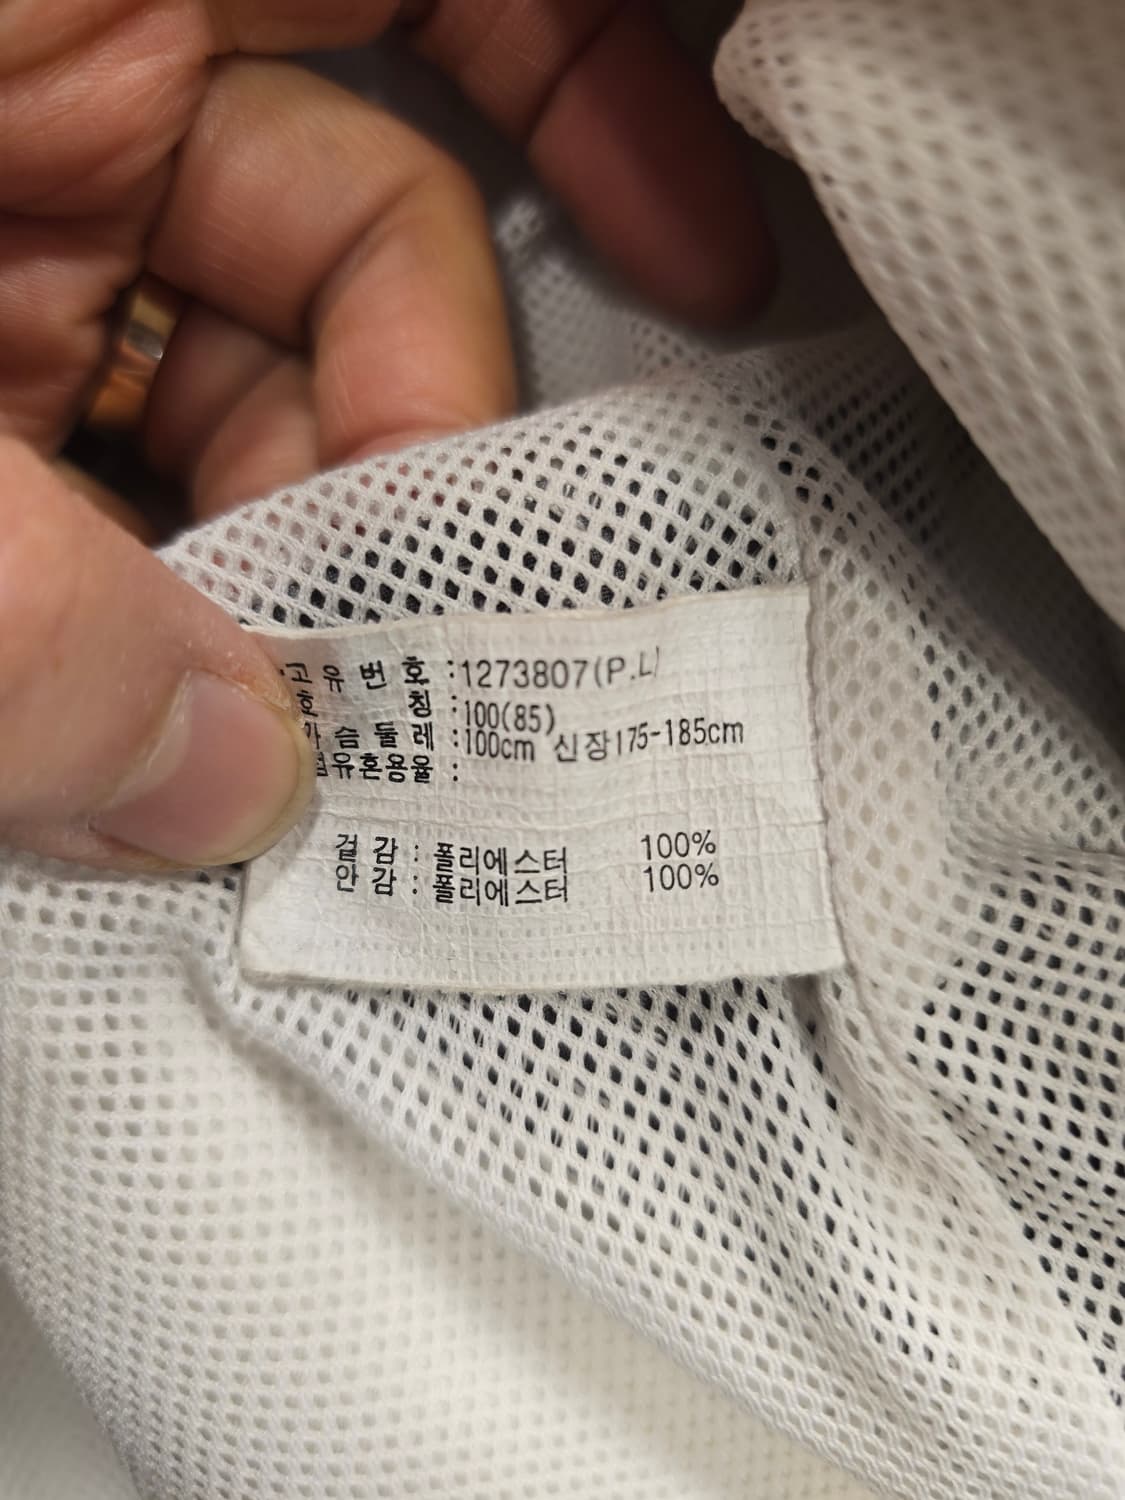 고 유 번 호 :1273807(P.L)
호 칭 :100(85)
가 슴 둘 레 :100cm 신장175-185cm
섬유혼용율 :
겉 감 : 폴리에스터 100%
안 감 : 폴리에스터 100%